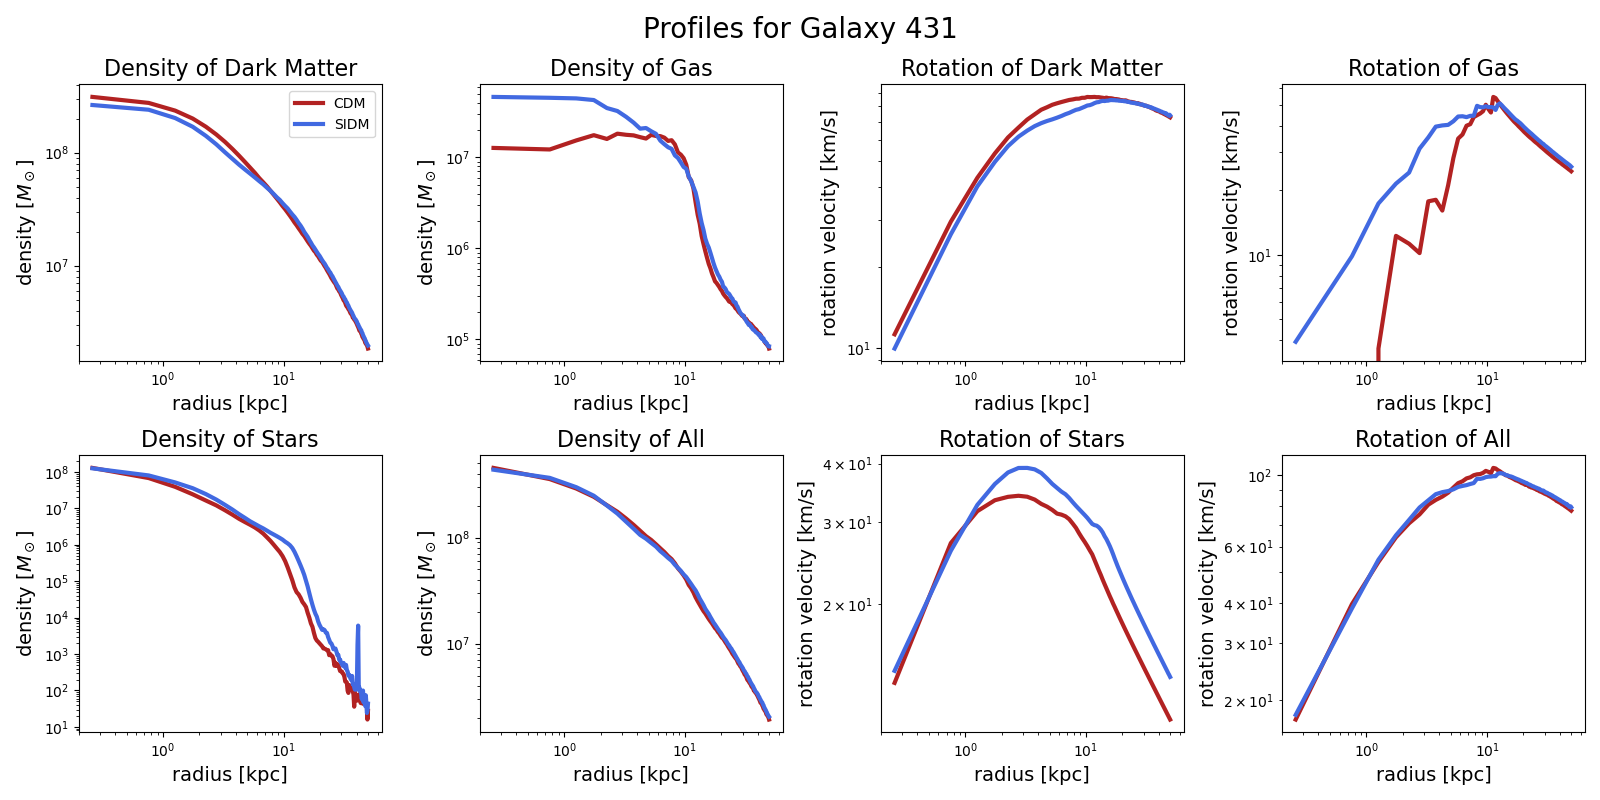 Profiles for Galaxy 431
Density of Dark Matter
CDM
SIDM
10⁸
10⁷
density [M⊙]
10⁰
10¹
radius [kpc]
Density of Gas
10⁷
10⁶
10⁵
density [M⊙]
10⁰
10¹
radius [kpc]
Rotation of Dark Matter
10¹
rotation velocity [km/s]
10⁰
10¹
radius [kpc]
Rotation of Gas
10¹
rotation velocity [km/s]
10⁰
10¹
radius [kpc]
Density of Stars
10⁸
10⁷
10⁶
10⁵
10⁴
10³
10²
10¹
density [M⊙]
10⁰
10¹
radius [kpc]
Density of All
10⁸
10⁷
density [M⊙]
10⁰
10¹
radius [kpc]
Rotation of Stars
4 × 10¹
3 × 10¹
2 × 10¹
rotation velocity [km/s]
10⁰
10¹
radius [kpc]
Rotation of All
10²
6 × 10¹
4 × 10¹
3 × 10¹
2 × 10¹
rotation velocity [km/s]
10⁰
10¹
radius [kpc]